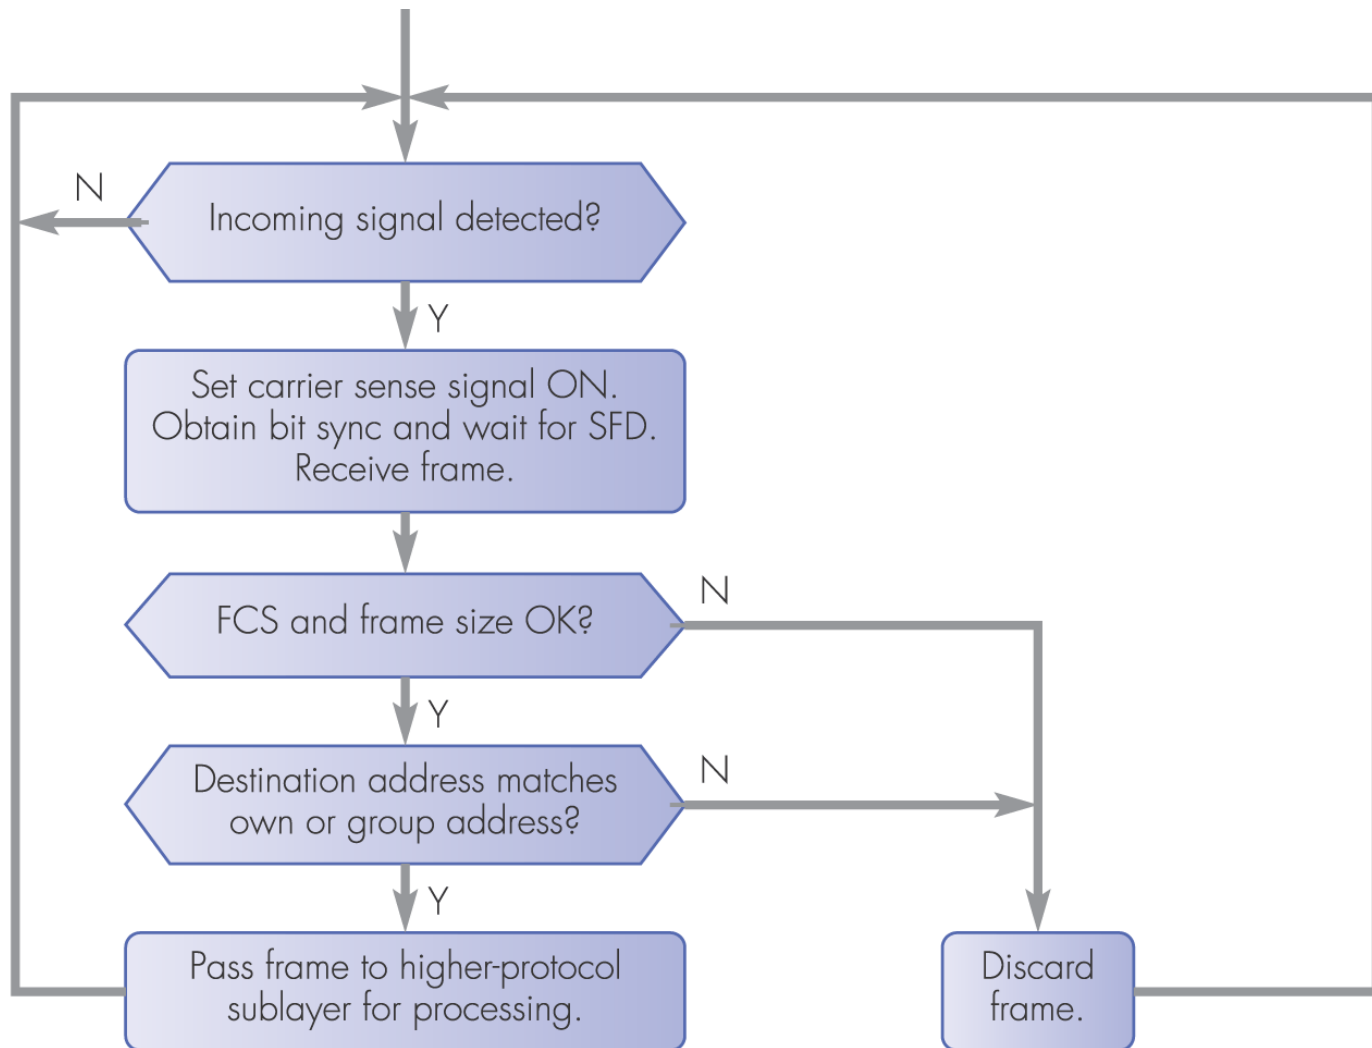 N
Incoming signal detected?
Y
Set carrier sense signal ON.
Obtain bit sync and wait for SFD.
Receive frame.
N
FCS and frame size OK?
Y
N
Destination address matches
own or group address?
Y
Pass frame to higher-protocol
sublayer for processing.
Discard
frame.